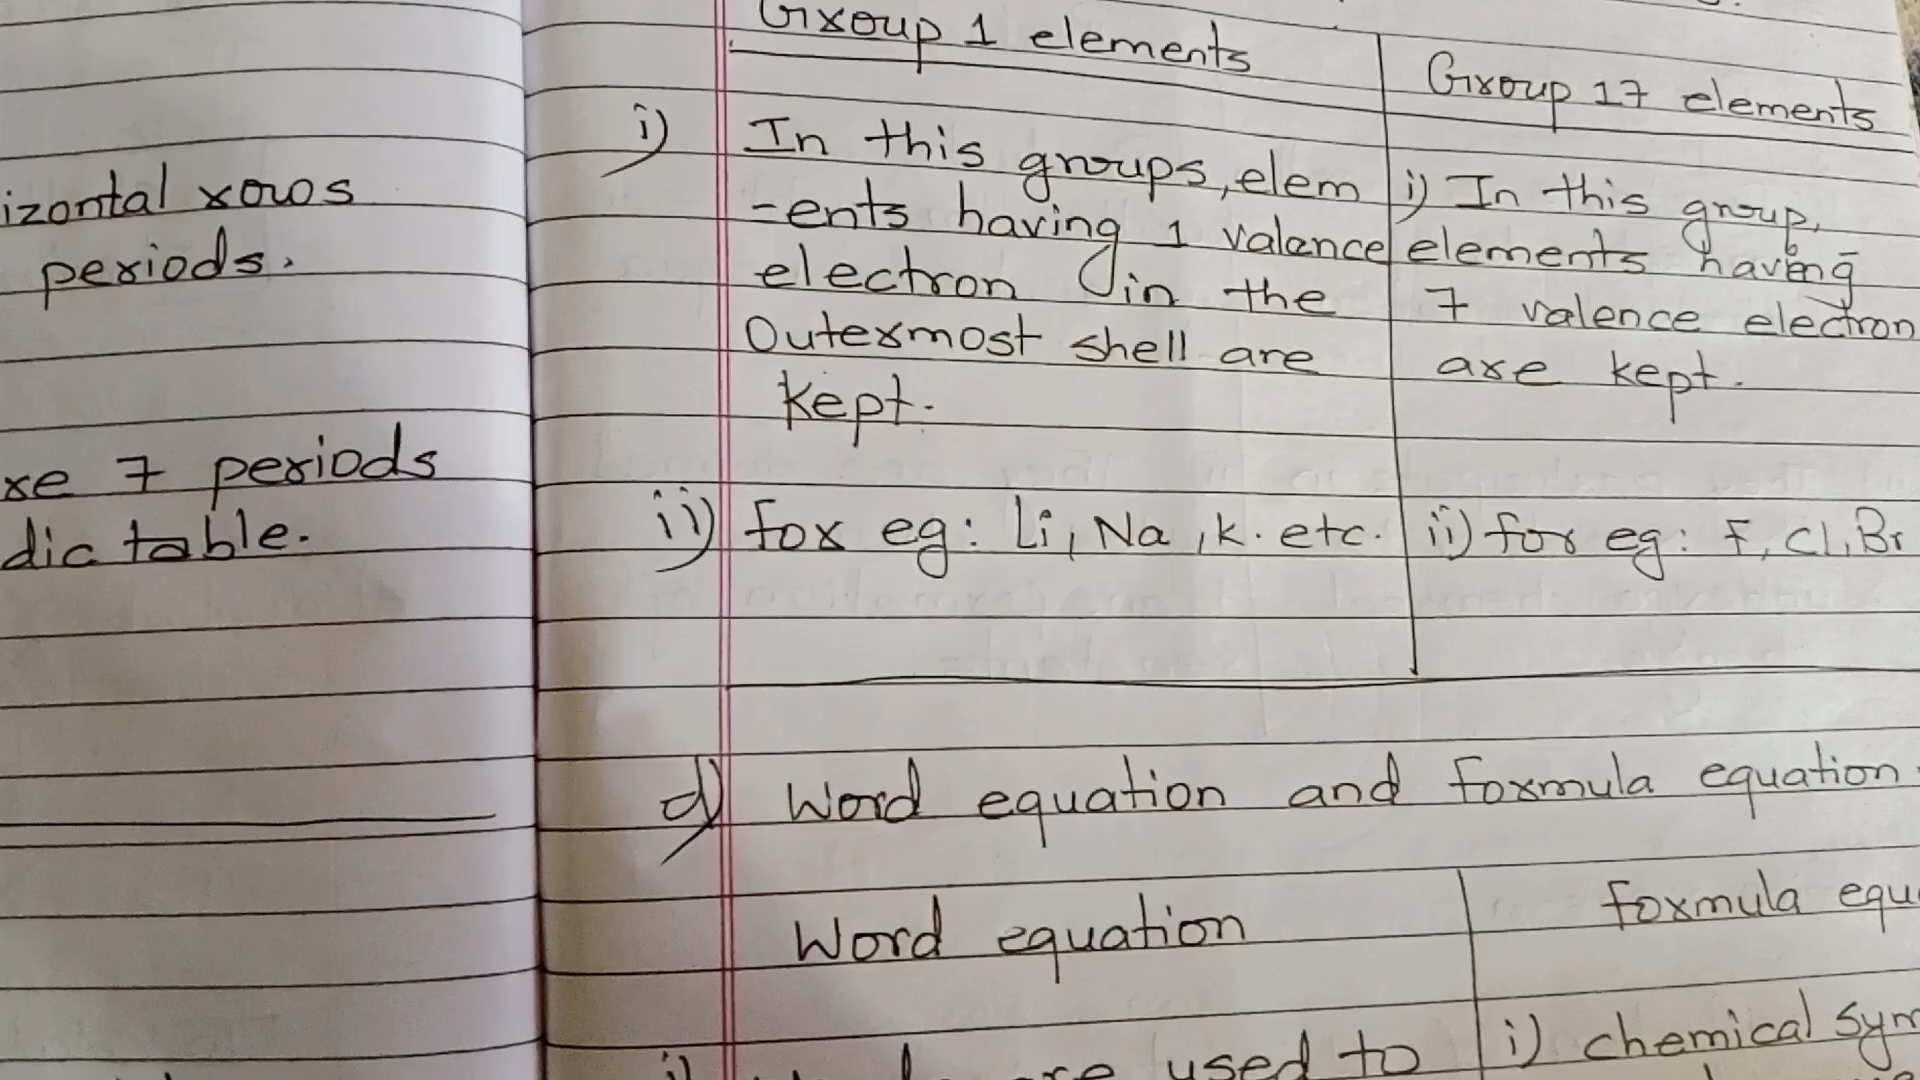 izontal rows
periods.
re 7 periods
dic table.
Group 1 elements
i) In this groups, elem
-ents having 1 valance
electron in the
Outermost shell are
kept.
ii) for eg: Li, Na, k. etc.
Group 17 elements
i) In this group,
elements having
7 valence electron
are kept.
ii) for eg: F, Cl, Br
d) Word equation and formula equation
Word equation
formula equ
i)
re used to
i) chemical sym